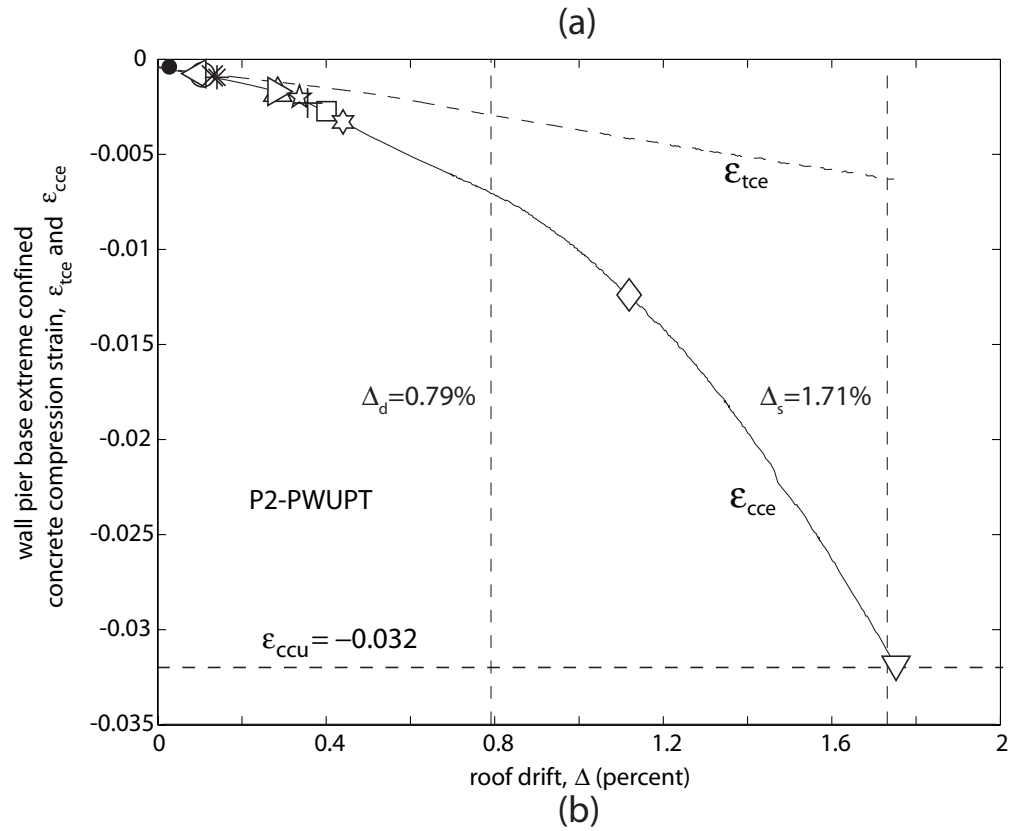 (a)
0
-0.005
-0.01
-0.015
-0.02
-0.025
-0.03
-0.035
wall pier base extreme confined
concrete compression strain, εtce and εcce
εtce
Δd=0.79%
Δs=1.71%
εcce
P2-PWUPT
εccu = −0.032
0 0.4 0.8 1.2 1.6 2
roof drift, Δ (percent)
(b)